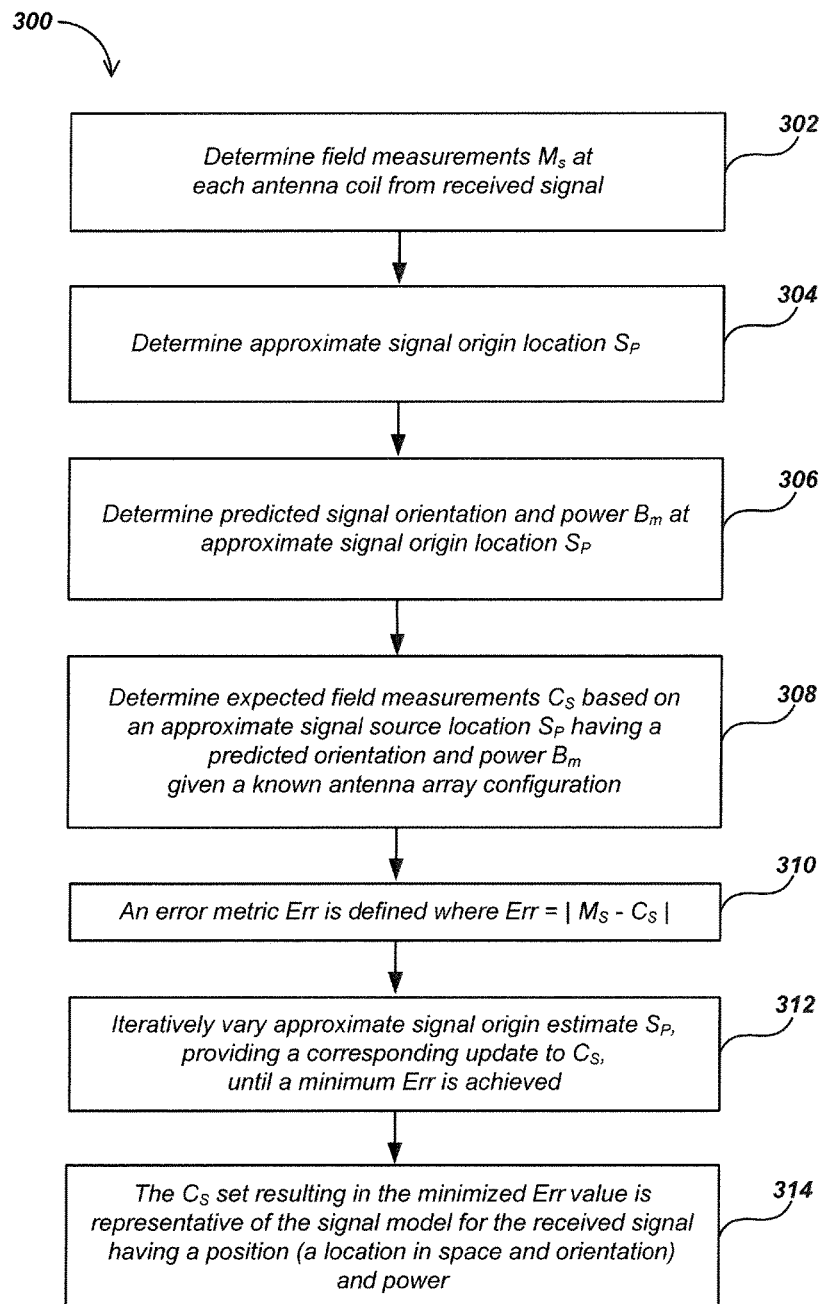 300
302
Determine field measurements Ms at
each antenna coil from received signal
304
Determine approximate signal origin location SP
306
Determine predicted signal orientation and power Bm at
approximate signal origin location SP
308
Determine expected field measurements CS based on
an approximate signal source location SP having a
predicted orientation and power Bm
given a known antenna array configuration
310
An error metric Err is defined where Err = | MS - CS |
312
Iteratively vary approximate signal origin estimate SP,
providing a corresponding update to CS,
until a minimum Err is achieved
314
The CS set resulting in the minimized Err value is
representative of the signal model for the received signal
having a position (a location in space and orientation)
and power